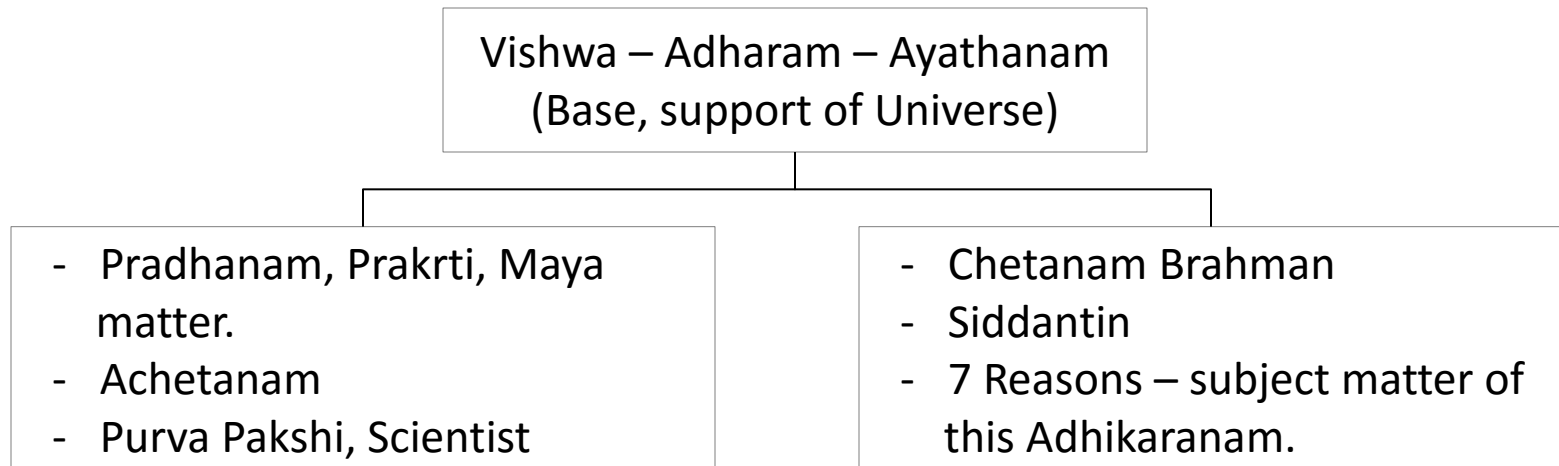 Vishwa – Adharam – Ayathanam
(Base, support of Universe)
- Pradhanam, Prakrti, Maya
matter.
- Achetanam
- Purva Pakshi, Scientist
- Chetanam Brahman
- Siddantin
- 7 Reasons – subject matter of
this Adhikaranam.